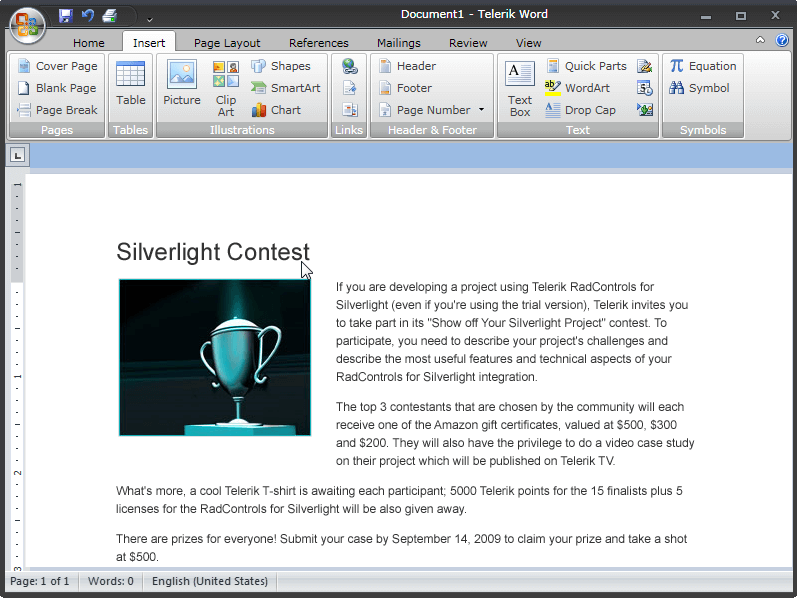 Document1 - Telerik Word
Home Insert Page Layout References Mailings Review View
Cover Page
Blank Page
Page Break
Pages
Table
Tables
Picture
Clip
Art
Shapes
SmartArt
Chart
Illustrations
Links
Header
Footer
Page Number
Header & Footer
A
Text
Box
Quick Parts
WordArt
Drop Cap
Text
π Equation
Symbol
Symbols
L
1
1
2
3
Silverlight Contest
If you are developing a project using Telerik RadControls for
Silverlight (even if you're using the trial version), Telerik invites you
to take part in its "Show off Your Silverlight Project" contest. To
participate, you need to describe your project's challenges and
describe the most useful features and technical aspects of your
RadControls for Silverlight integration.
The top 3 contestants that are chosen by the community will each
receive one of the Amazon gift certificates, valued at $500, $300
and $200. They will also have the privilege to do a video case study
on their project which will be published on Telerik TV.
What's more, a cool Telerik T-shirt is awaiting each participant; 5000 Telerik points for the 15 finalists plus 5
licenses for the RadControls for Silverlight will be also given away.
There are prizes for everyone! Submit your case by September 14, 2009 to claim your prize and take a shot
at $500.
Page: 1 of 1 Words: 0 English (United States)